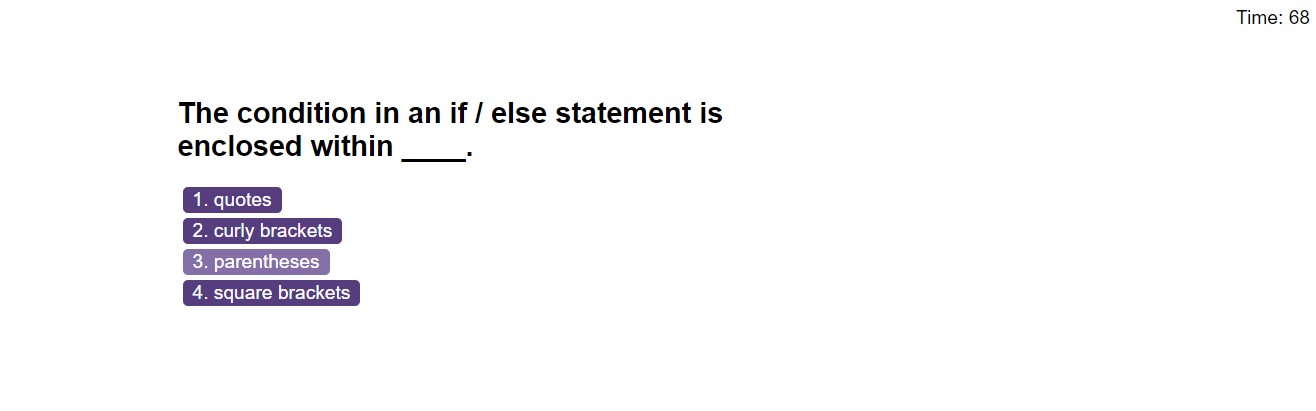 Time: 68
The condition in an if / else statement is
enclosed within ____.
1. quotes
2. curly brackets
3. parentheses
4. square brackets